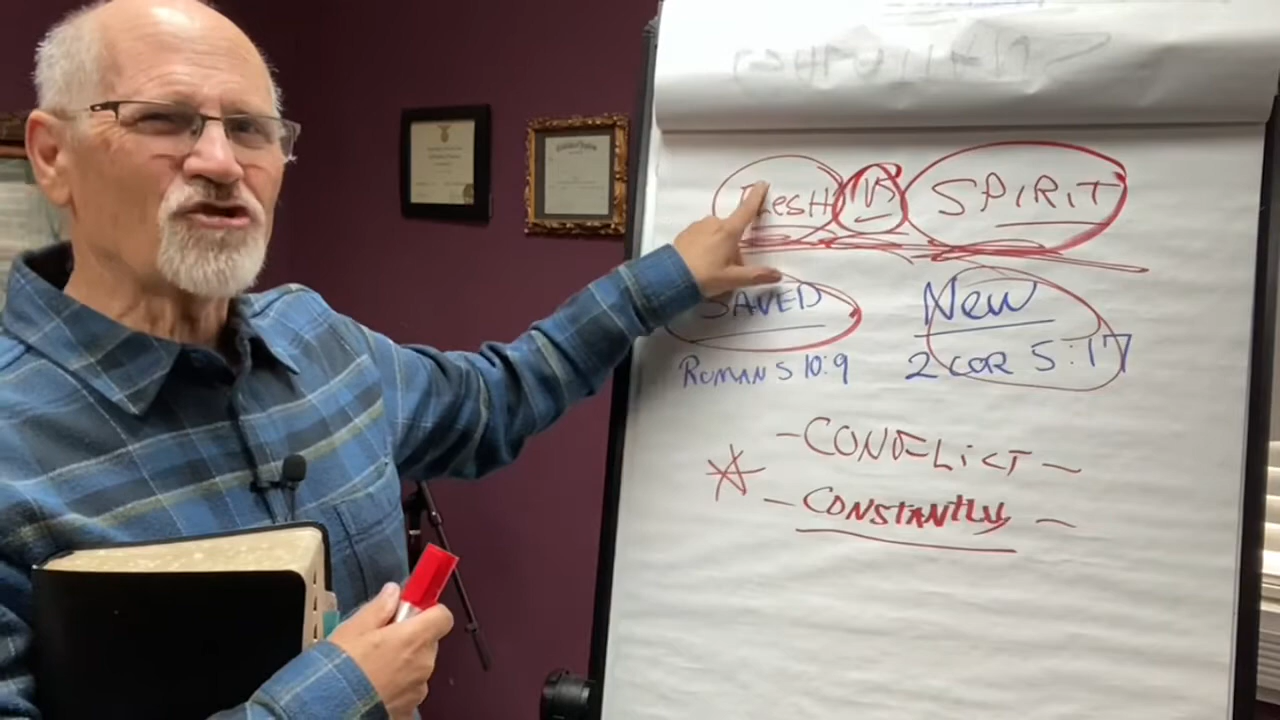 FLesH VS SPIRIT
SAVED New
ROMANS 10:9 2 COR 5:17
- CONFLiCT -
- CONSTANTLY -